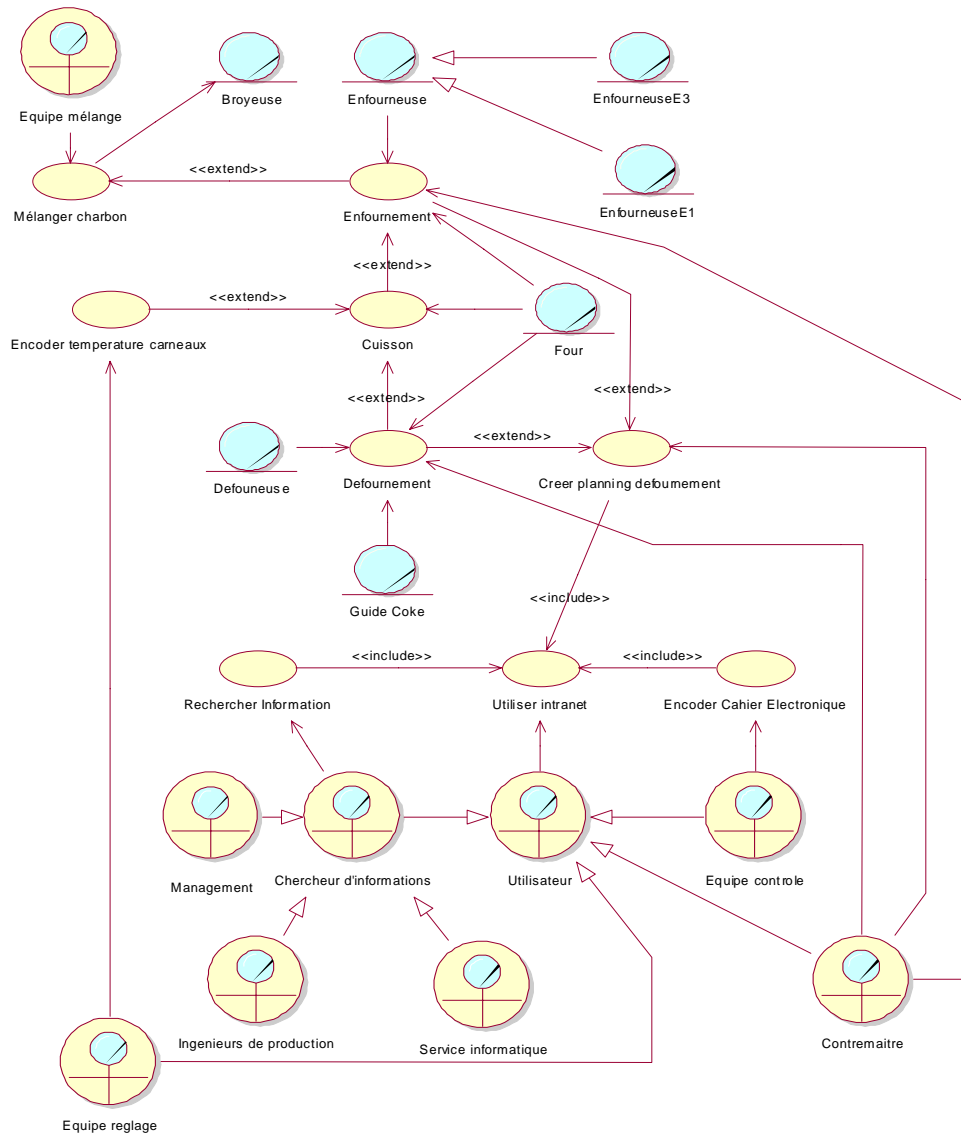 Equipe mélange
Broyeuse
Enfourneuse
EnfourneuseE3
<<extend>>
Mélanger charbon
Enfournement
EnfourneuseE1
<<extend>>
<<extend>>
Encoder temperature carneaux
Cuisson
Four
<<extend>>
<<extend>>
<<extend>>
Defouneuse
Defournement
Creer planning defournement
<<include>>
Guide Coke
<<include>>
<<include>>
Rechercher Information
Utiliser intranet
Encoder Cahier Electronique
Management
Chercheur d'informations
Utilisateur
Equipe controle
Ingenieurs de production
Service informatique
Contremaitre
Equipe reglage